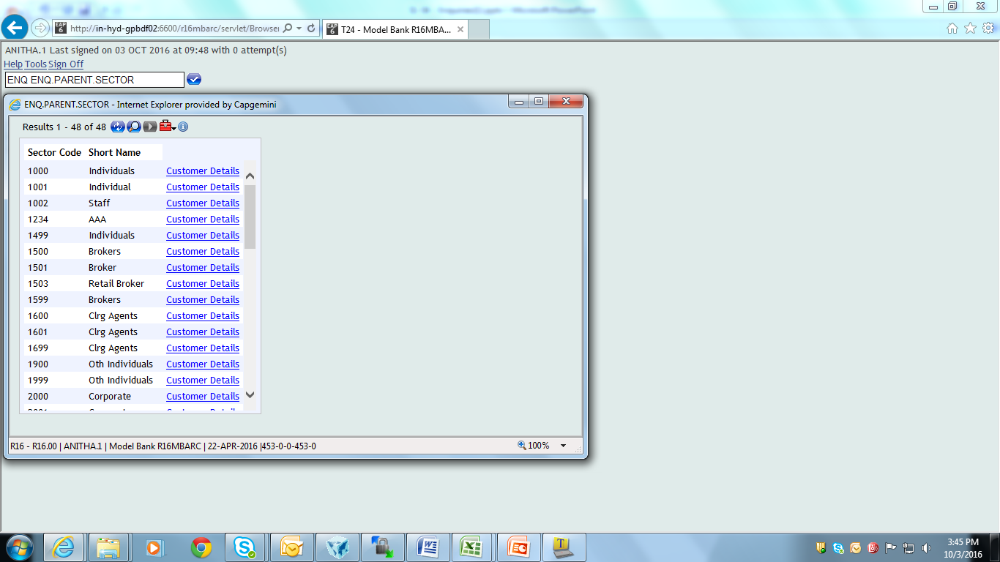 http://in-hyd-gpbdf02:6600/r16mbarc/servlet/Browser
T24 - Model Bank R16MBA...
ANITHA.1 Last signed on 03 OCT 2016 at 09:48 with 0 attempt(s)
Help Tools Sign Off
ENQ ENQ.PARENT.SECTOR
ENQ.PARENT.SECTOR - Internet Explorer provided by Capgemini
Results 1 - 48 of 48
Sector Code Short Name
1000 Individuals Customer Details
1001 Individual Customer Details
1002 Staff Customer Details
1234 AAA Customer Details
1499 Individuals Customer Details
1500 Brokers Customer Details
1501 Broker Customer Details
1503 Retail Broker Customer Details
1599 Brokers Customer Details
1600 Clrg Agents Customer Details
1601 Clrg Agents Customer Details
1699 Clrg Agents Customer Details
1900 Oth Individuals Customer Details
1999 Oth Individuals Customer Details
2000 Corporate Customer Details
R16 - R16.00 | ANITHA.1 | Model Bank R16MBARC | 22-APR-2016 |453-0-0-453-0
100%
3:45 PM
10/3/2016